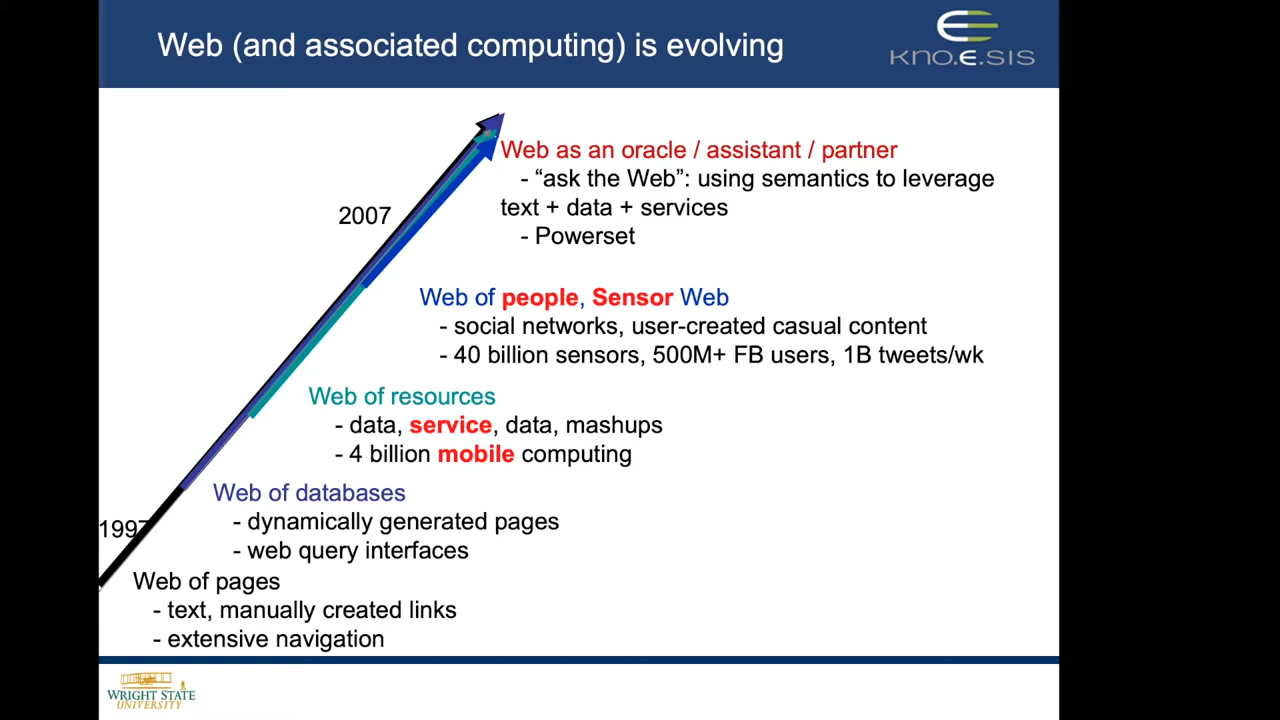 Web (and associated computing) is evolving
kno.e.sis
Web as an oracle / assistant / partner
- “ask the Web”: using semantics to leverage
text + data + services
- Powerset
2007
Web of people, Sensor Web
- social networks, user-created casual content
- 40 billion sensors, 500M+ FB users, 1B tweets/wk
Web of resources
- data, service, data, mashups
- 4 billion mobile computing
Web of databases
- dynamically generated pages
- web query interfaces
1997
Web of pages
- text, manually created links
- extensive navigation
WRIGHT STATE
UNIVERSITY